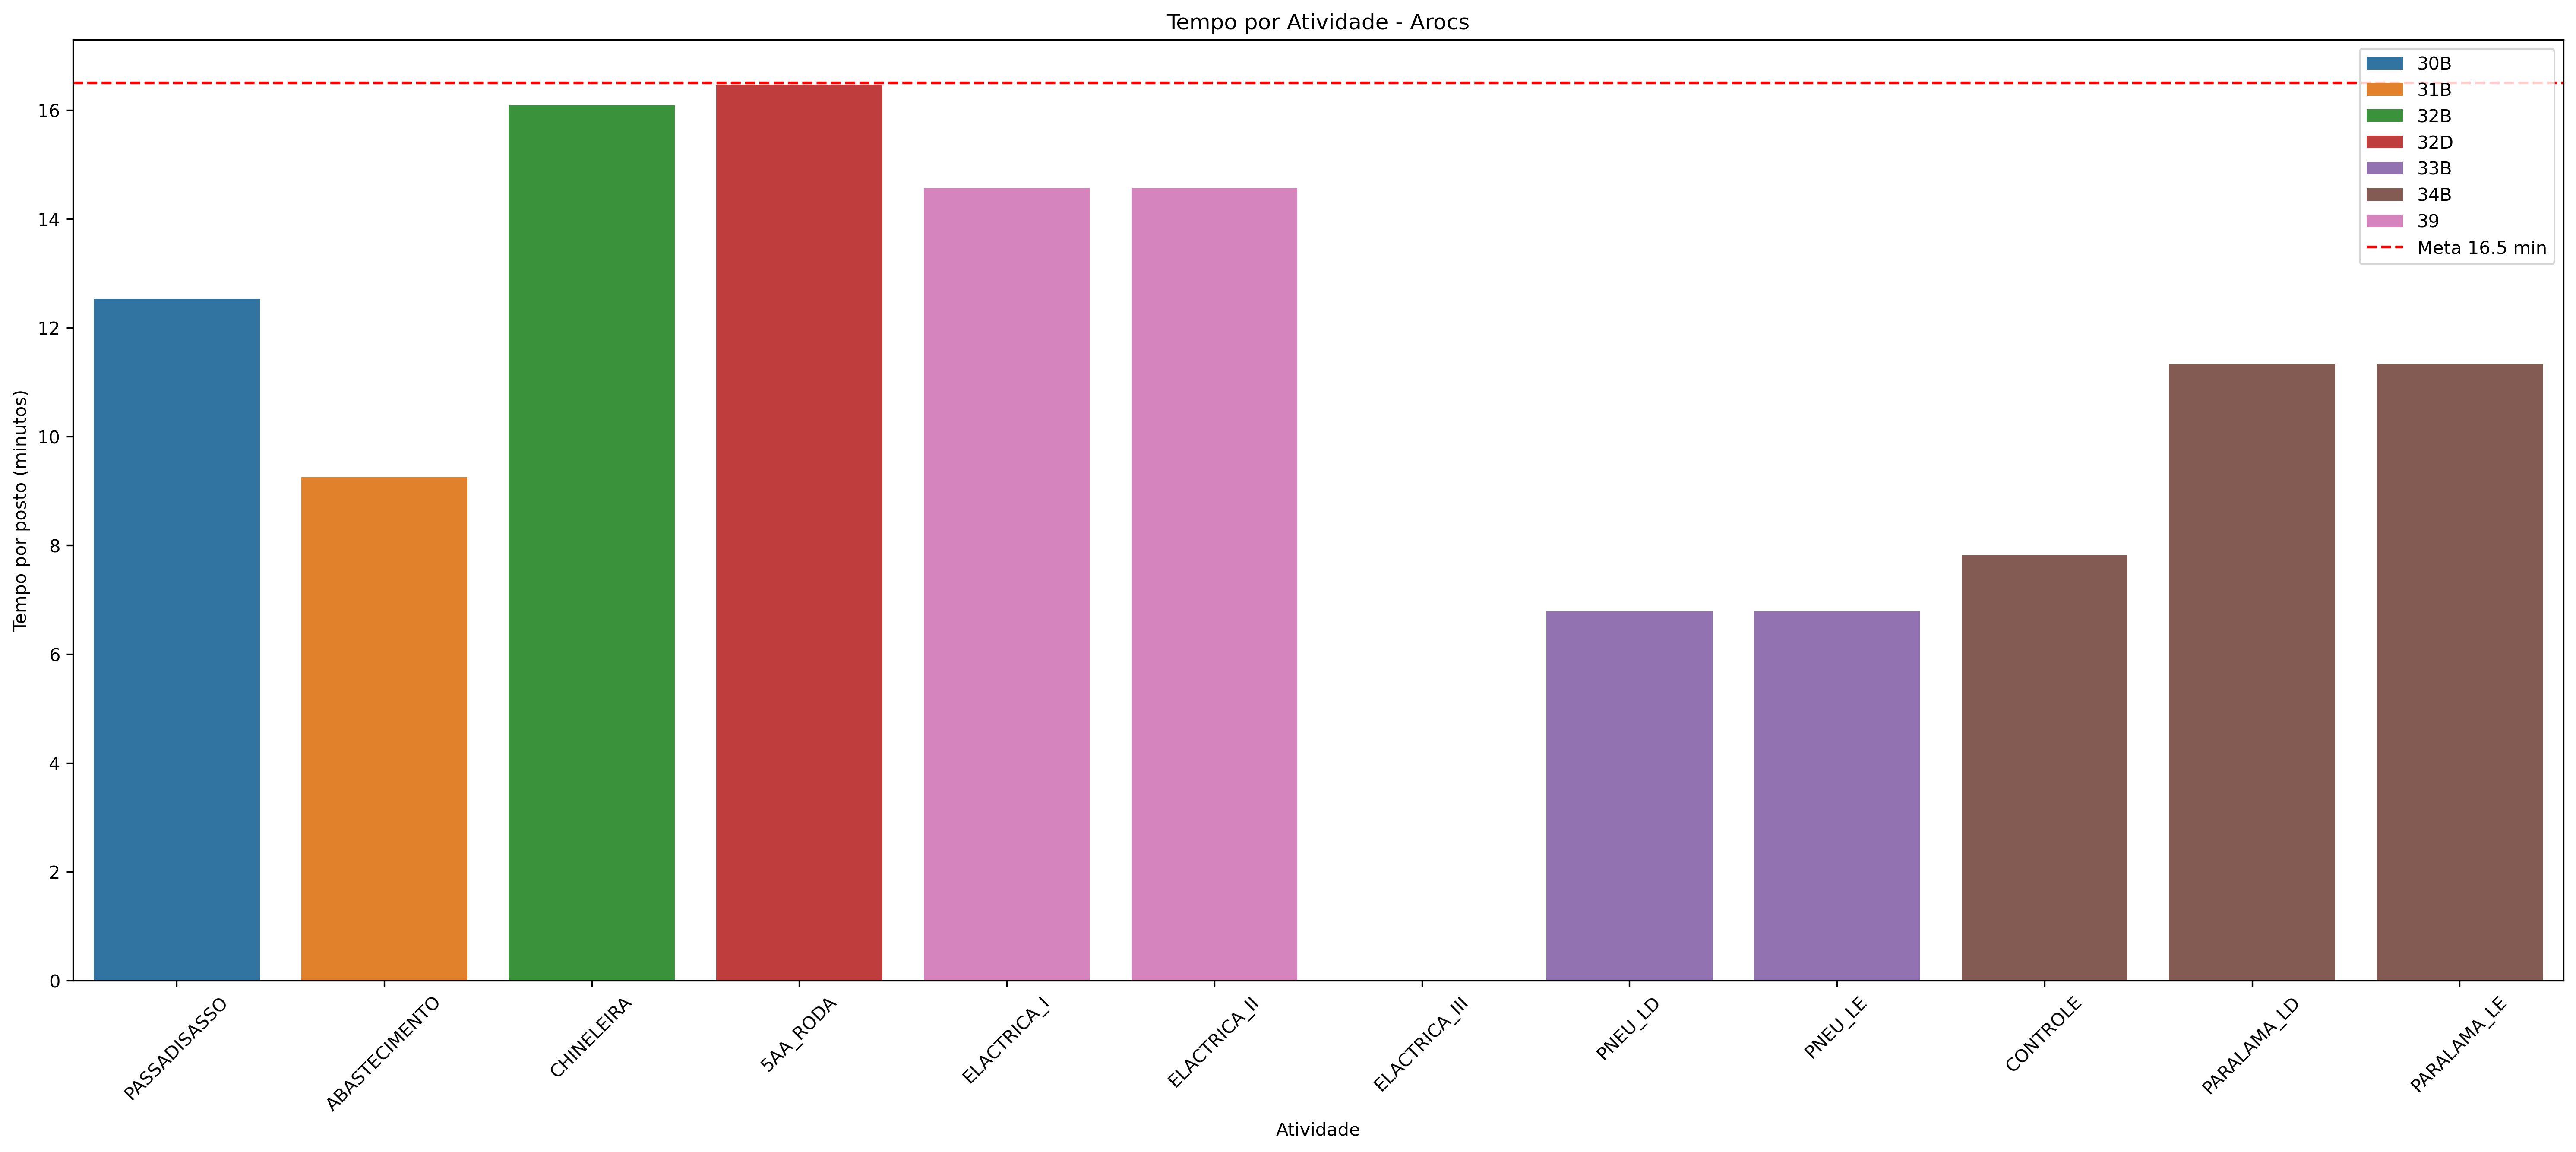 Tempo por Atividade - Arocs
30B
31B
32B
32D
33B
34B
39
Meta 16.5 min
Tempo por posto (minutos)
16
14
12
10
8
6
4
2
0
PASSADISASSO
ABASTECIMENTO
CHINELEIRA
5AA_RODA
ELACTRICA_I
ELACTRICA_II
ELACTRICA_III
PNEU_LD
PNEU_LE
CONTROLE
PARALAMA_LD
PARALAMA_LE
Atividade